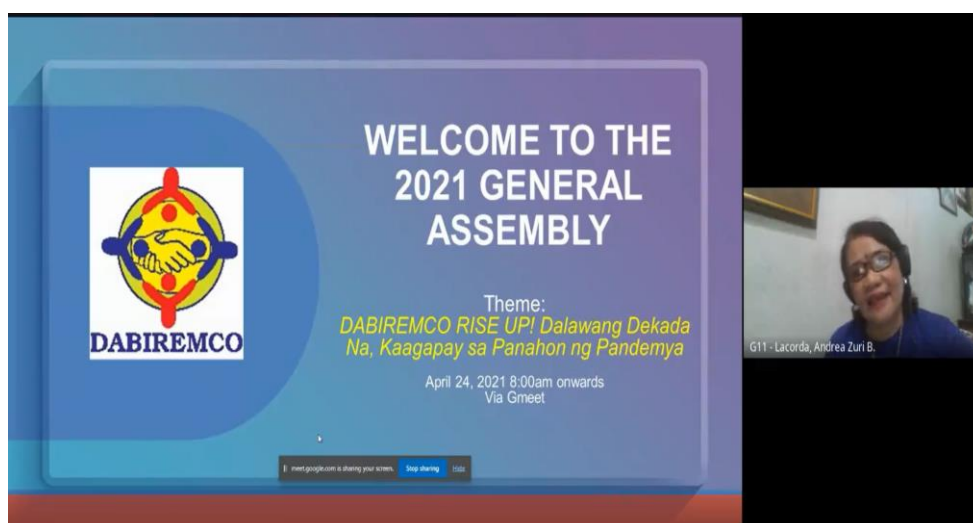 WELCOME TO THE
2021 GENERAL
ASSEMBLY
Theme:
DABIREMCO RISE UP! Dalawang Dekada
Na, Kaagapay sa Panahon ng Pandemya
April 24, 2021 8:00am onwards
Via Gmeet
DABIREMCO
G11 - Lacorda, Andrea Zuri B.
meet.google.com is sharing your screen. Stop sharing Hide